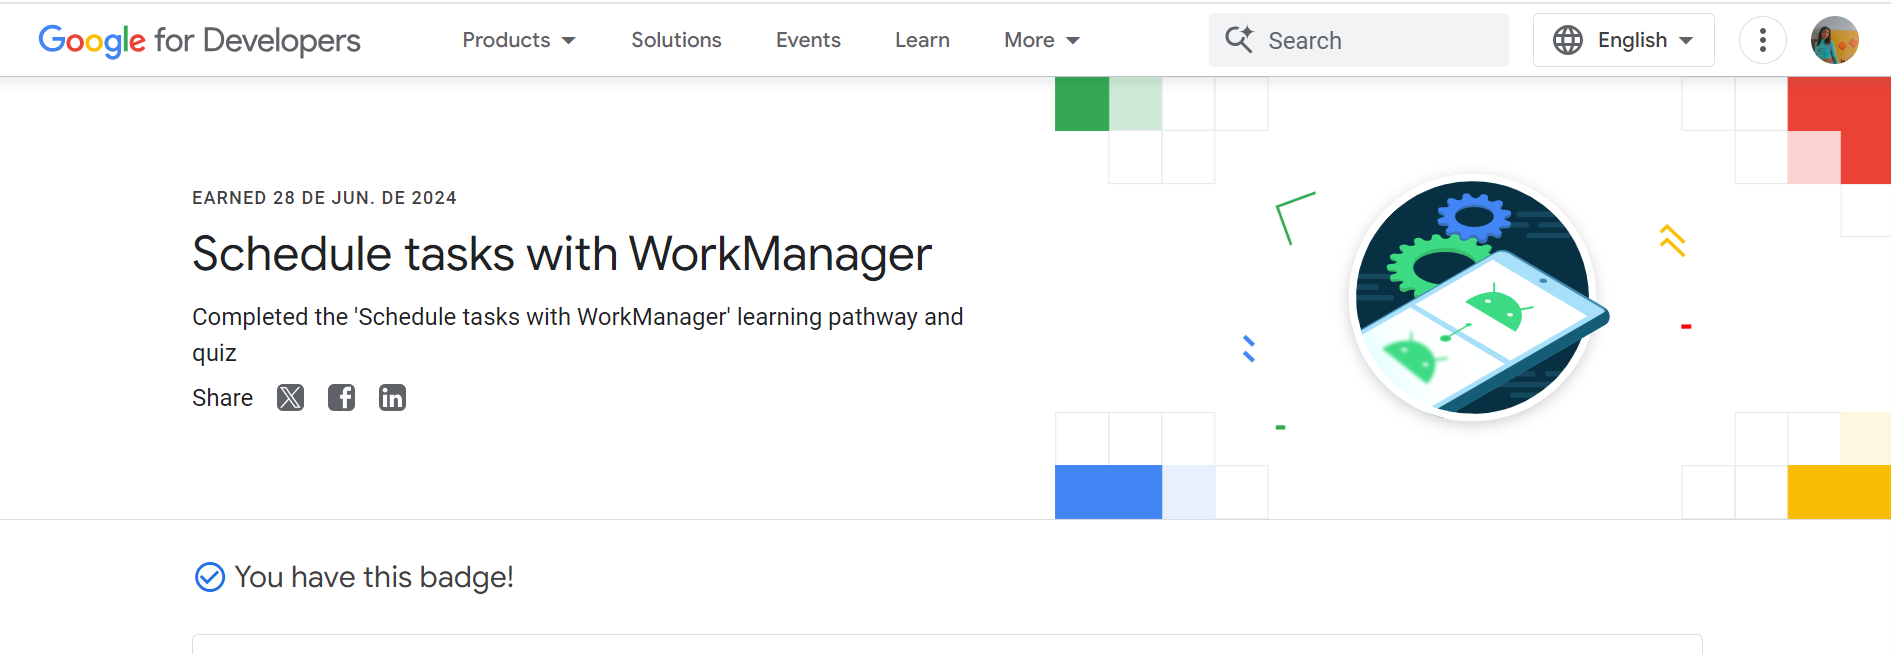 Google for Developers Products Solutions Events Learn More Search English
EARNED 28 DE JUN. DE 2024
Schedule tasks with WorkManager
Completed the 'Schedule tasks with WorkManager' learning pathway and
quiz
Share
You have this badge!